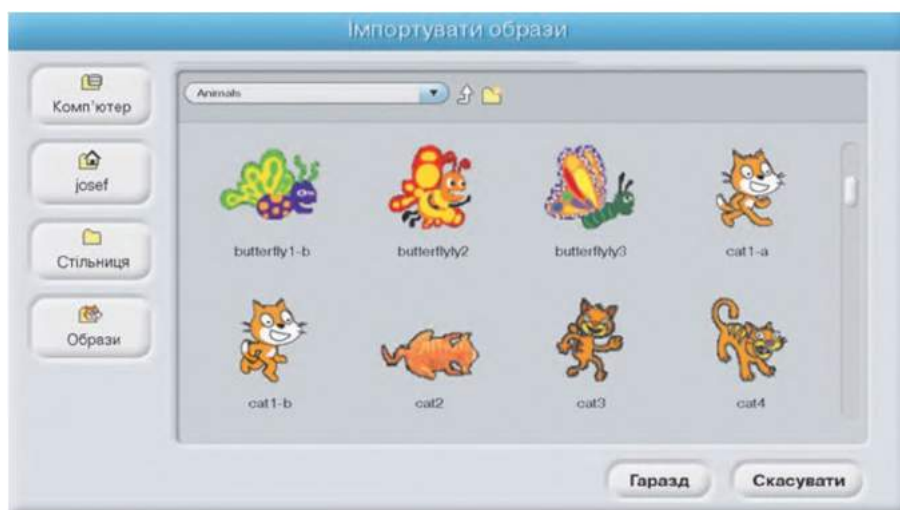 Імпортувати образи
Комп'ютер
josef
Стільниця
Образи
Animals
butterfly1-b
butterflyly2
butterflyly3
cat1-a
cat1-b
cat2
cat3
cat4
Гаразд
Скасувати